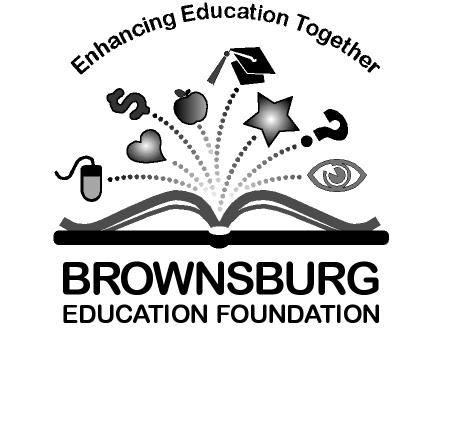 Enhancing Education Together
$
?
BROWNSBURG
EDUCATION FOUNDATION